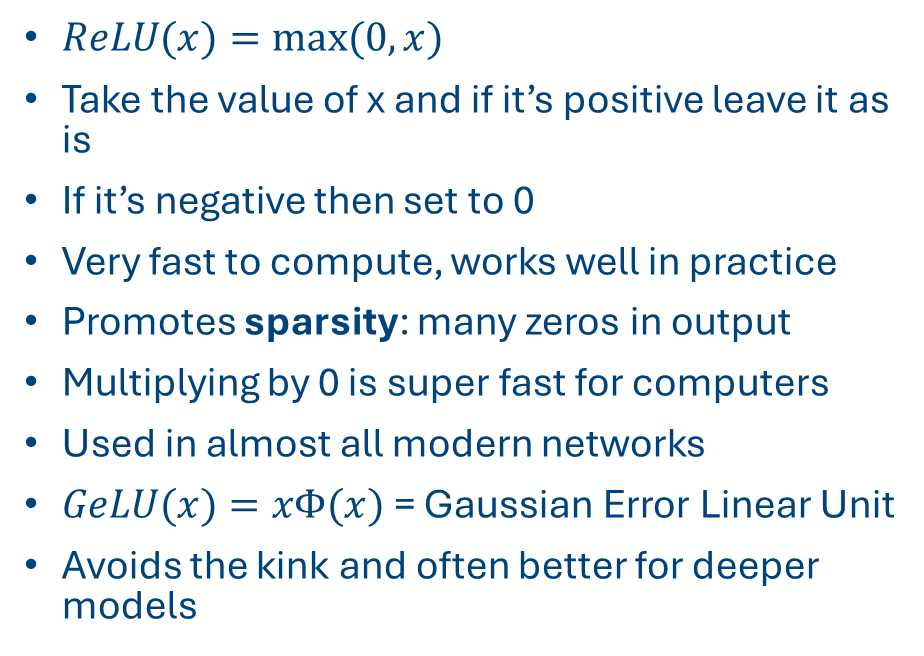 • ReLU(x) = max(0, x)
• Take the value of x and if it’s positive leave it as
is
• If it’s negative then set to 0
• Very fast to compute, works well in practice
• Promotes sparsity: many zeros in output
• Multiplying by 0 is super fast for computers
• Used in almost all modern networks
• GeLU(x) = xΦ(x) = Gaussian Error Linear Unit
• Avoids the kink and often better for deeper
models